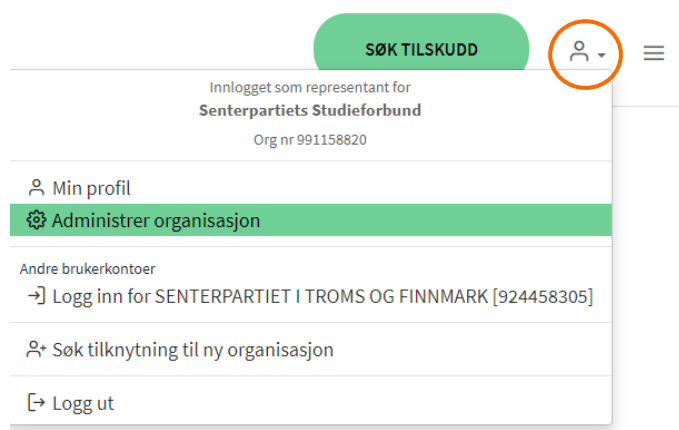 SØK TILSKUDD
Innlogget som representant for
Senterpartiets Studieforbund
Org nr 991158820
Min profil
Administrer organisasjon
Andre brukerkontoer
Logg inn for SENTERPARTIET I TROMS OG FINNMARK [924458305]
Søk tilknytning til ny organisasjon
Logg ut